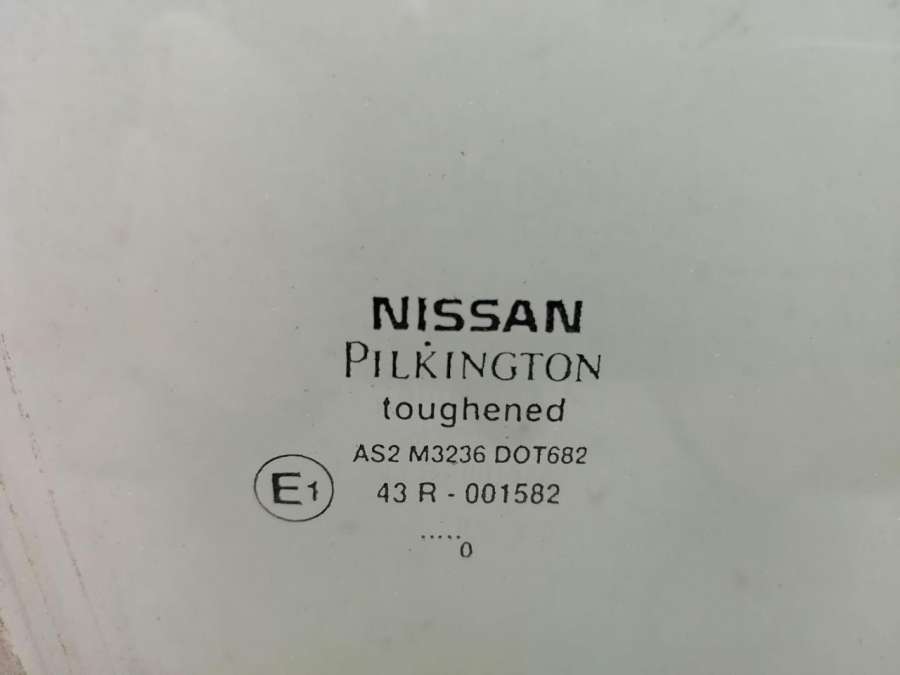 NISSAN
PILKINGTON
toughened
AS2 M3236 DOT682
E1 43 R - 001582
.....0